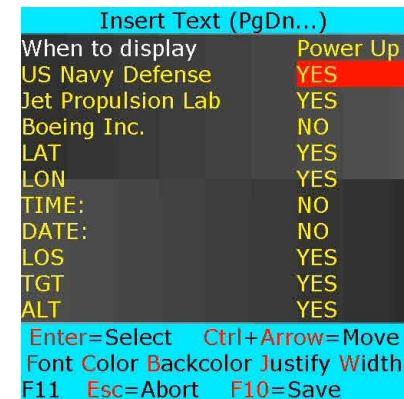 Insert Text (PgDn...)
When to display Power Up
US Navy Defense YES
Jet Propulsion Lab YES
Boeing Inc. NO
LAT YES
LON YES
TIME: NO
DATE: NO
LOS YES
TGT YES
ALT YES
Enter=Select Ctrl+Arrow=Move
Font Color Backcolor Justify Width
F11 Esc=Abort F10=Save